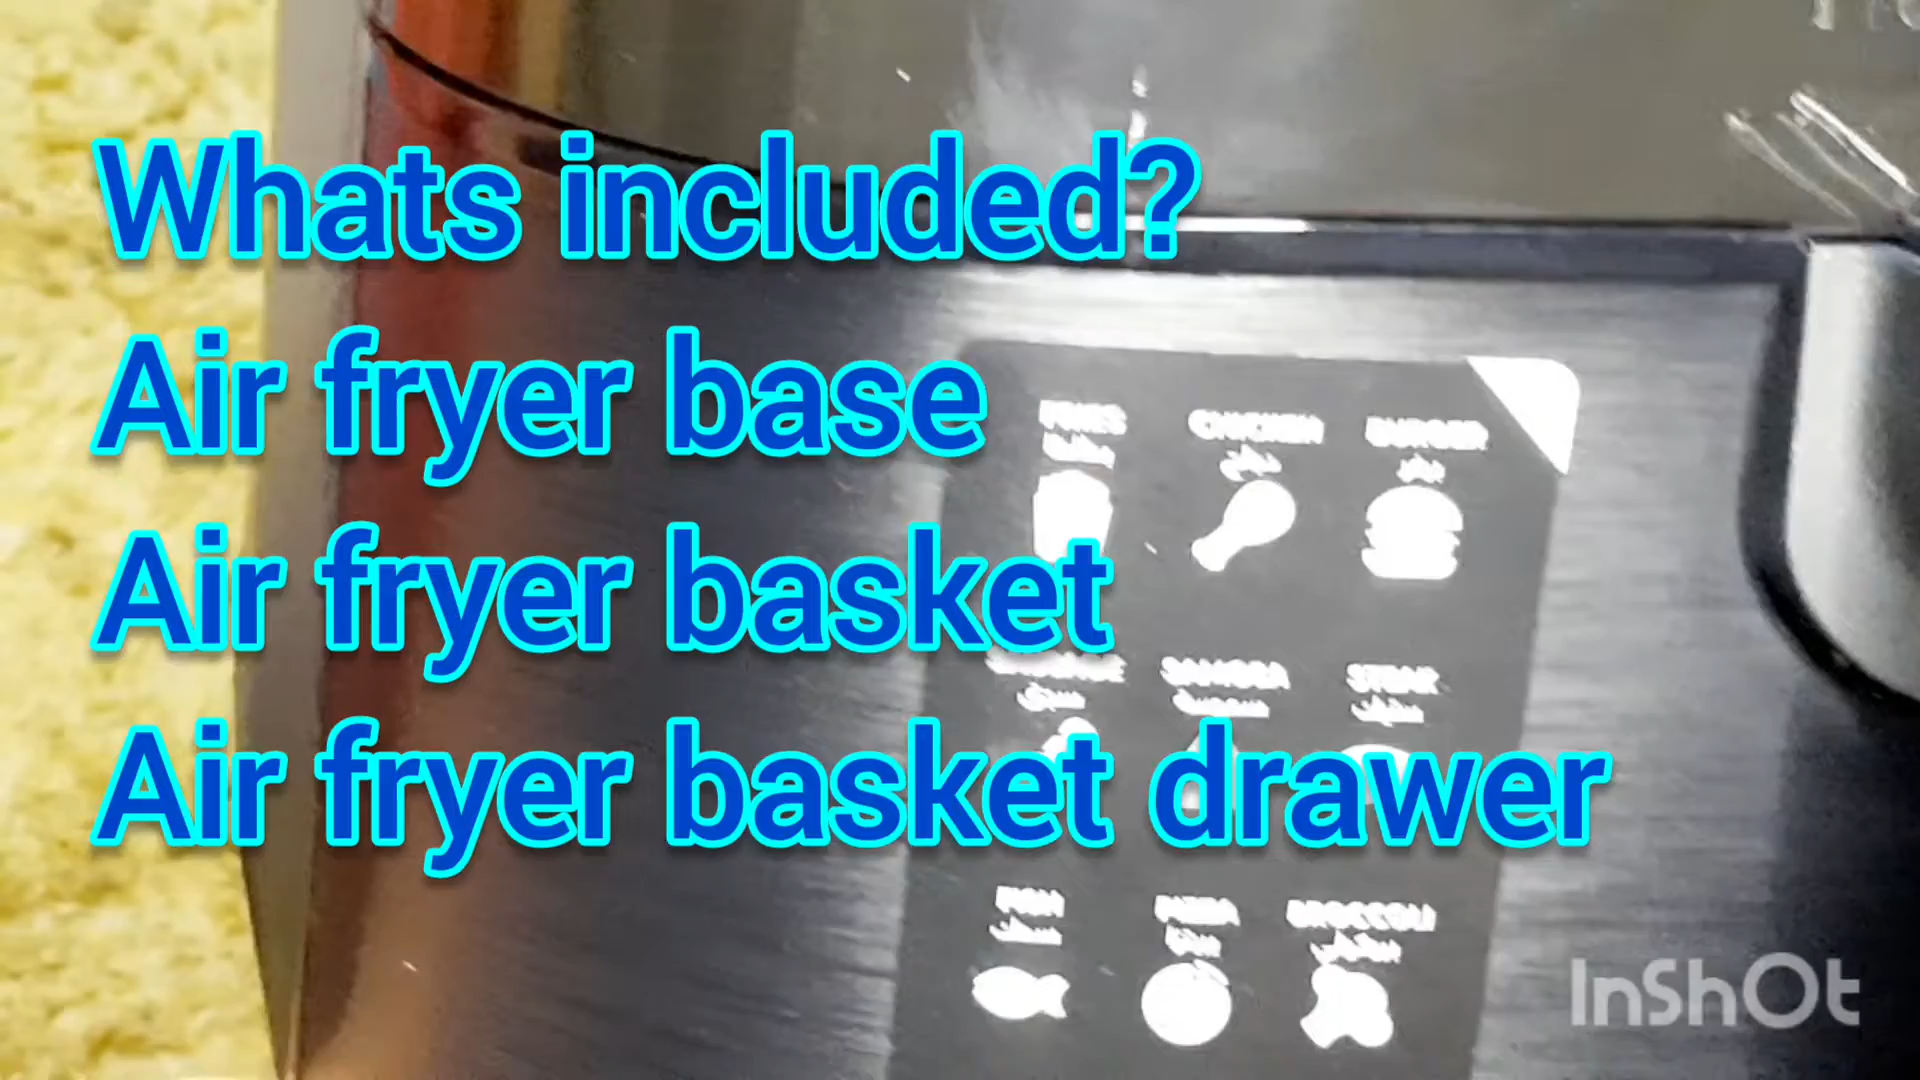 Whats included?
Air fryer base
Air fryer basket
Air fryer basket drawer
CHICKEN
BURGER
SAMOSA
STEAK
FISH
PIZZA
BROCCOLI
InShOt